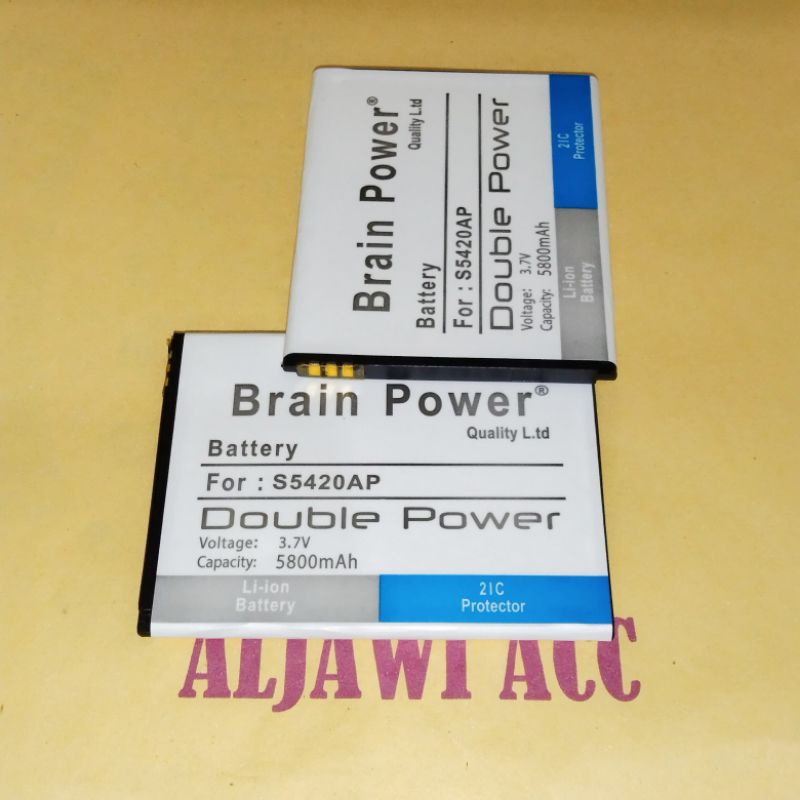 Brain Power®
Quality L.td
Battery
For : S5420AP
Double Power
Voltage: 3.7V
Capacity: 5800mAh
Li-ion
Battery
2IC
Protector
Brain Power®
Quality L.td
Battery
For : S5420AP
Double Power
Voltage: 3.7V
Capacity: 5800mAh
Li-ion
Battery
2IC
Protector
ALJAWI ACC